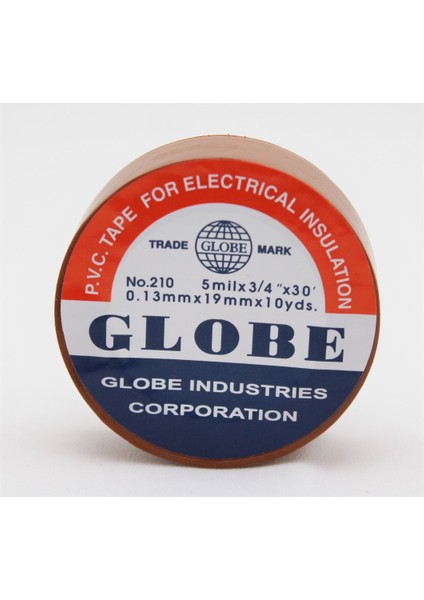 P.V.C. TAPE FOR ELECTRICAL INSULATION
TRADE GLOBE MARK
No.210 5milx3/4"x30'
0.13mmx19mmx10yds.
GLOBE
GLOBE INDUSTRIES
CORPORATION